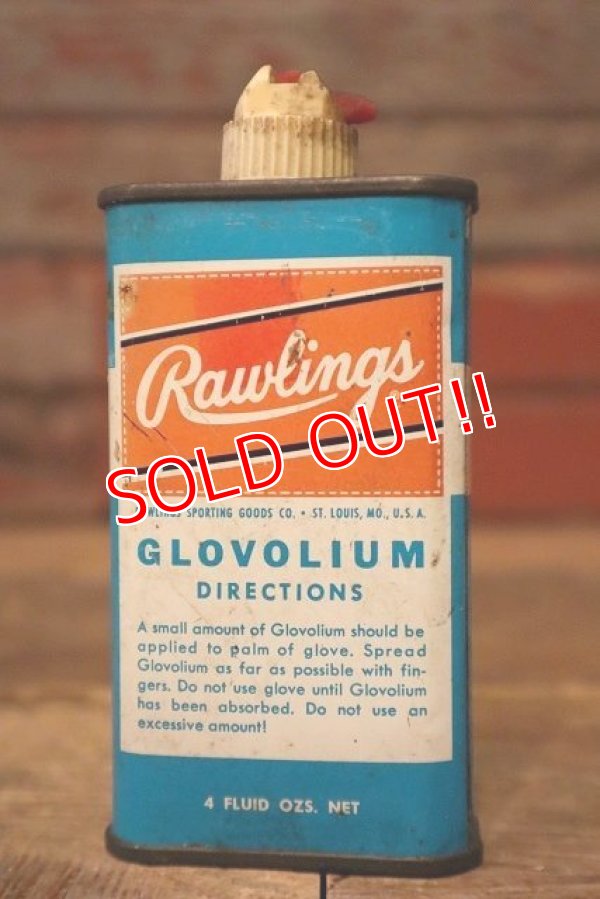 Rawlings
SOLD OUT!!
SPORTING GOODS CO. • ST. LOUIS, MO., U.S.A.
GLOVOLIUM
DIRECTIONS
A small amount of Glovolium should be
applied to palm of glove. Spread
Glovolium as far as possible with fin-
gers. Do not use glove until Glovolium
has been absorbed. Do not use an
excessive amount!
4 FLUID OZS. NET